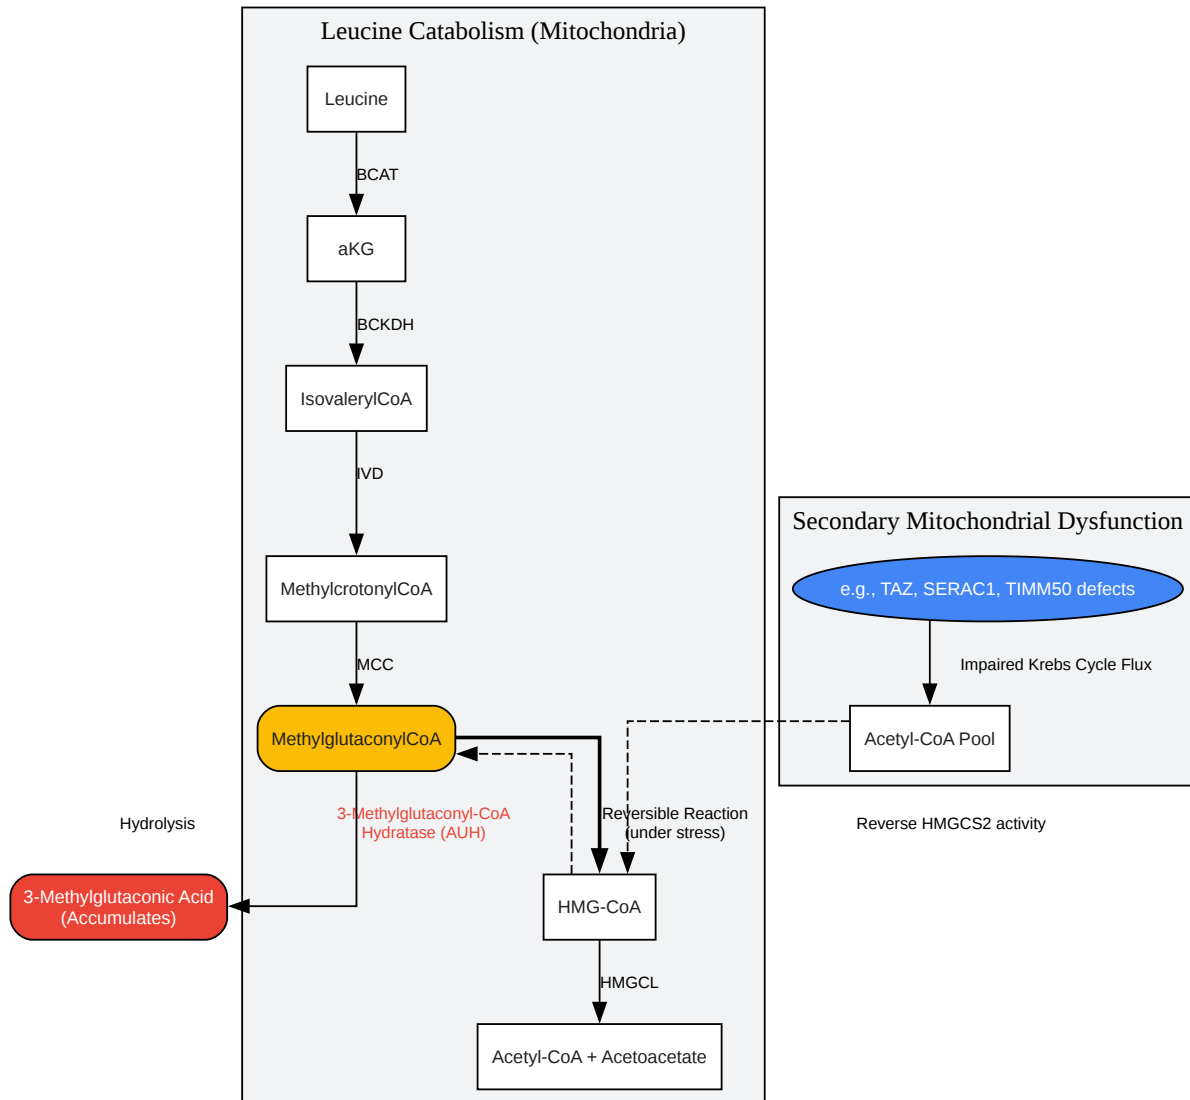 Leucine Catabolism (Mitochondria)
Leucine
BCAT
aKG
BCKDH
IsovalerylCoA
IVD
MethylcrotonylCoA
MCC
MethylglutaconylCoA
Hydrolysis
3-Methylglutaconyl-CoA
Hydratase (AUH)
Reversible Reaction
(under stress)
3-Methylglutaconic Acid
(Accumulates)
HMG-CoA
HMGCL
Acetyl-CoA + Acetoacetate
Secondary Mitochondrial Dysfunction
e.g., TAZ, SERAC1, TIMM50 defects
Impaired Krebs Cycle Flux
Acetyl-CoA Pool
Reverse HMGCS2 activity